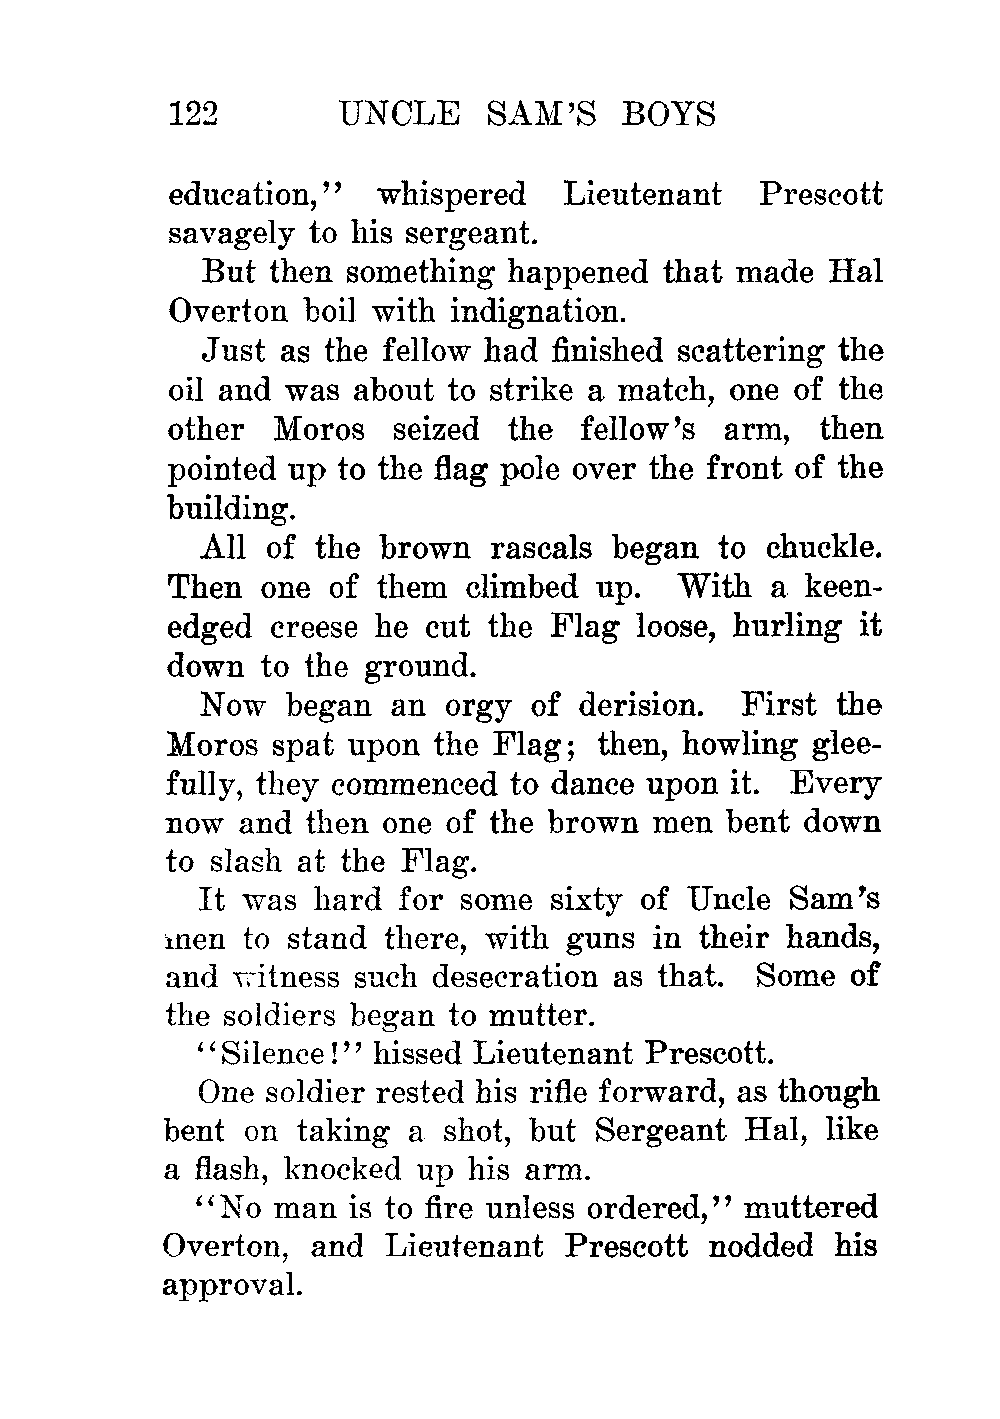 122 UNCLE SAM'S BOYS
education,'' whispered Lieutenant Prescott
savagely to his sergeant.
But then something happened that made Hal
Overton boil with indignation.
Just as the fellow had finished scattering the
oil and was about to strike a match, one of the
other Moros seized the fellow's arm, then
pointed up to the flag pole over the front of the
building.
All of the brown rascals began to chuckle.
Then one of them climbed up. With a keen-
edged creese he cut the Flag loose, hurling it
down to the ground.
Now began an orgy of derision. First the
Moros spat upon the Flag; then, howling glee-
fully, they commenced to dance upon it. Every
now and then one of the brown men bent down
to slash at the Flag.
It was hard for some sixty of Uncle Sam's
men to stand there, with guns in their hands,
and witness such desecration as that. Some of
the soldiers began to mutter.
''Silence!'' hissed Lieutenant Prescott.
One soldier rested his rifle forward, as though
bent on taking a shot, but Sergeant Hal, like
a flash, knocked up his arm.
''No man is to fire unless ordered,'' muttered
Overton, and Lieutenant Prescott nodded his
approval.